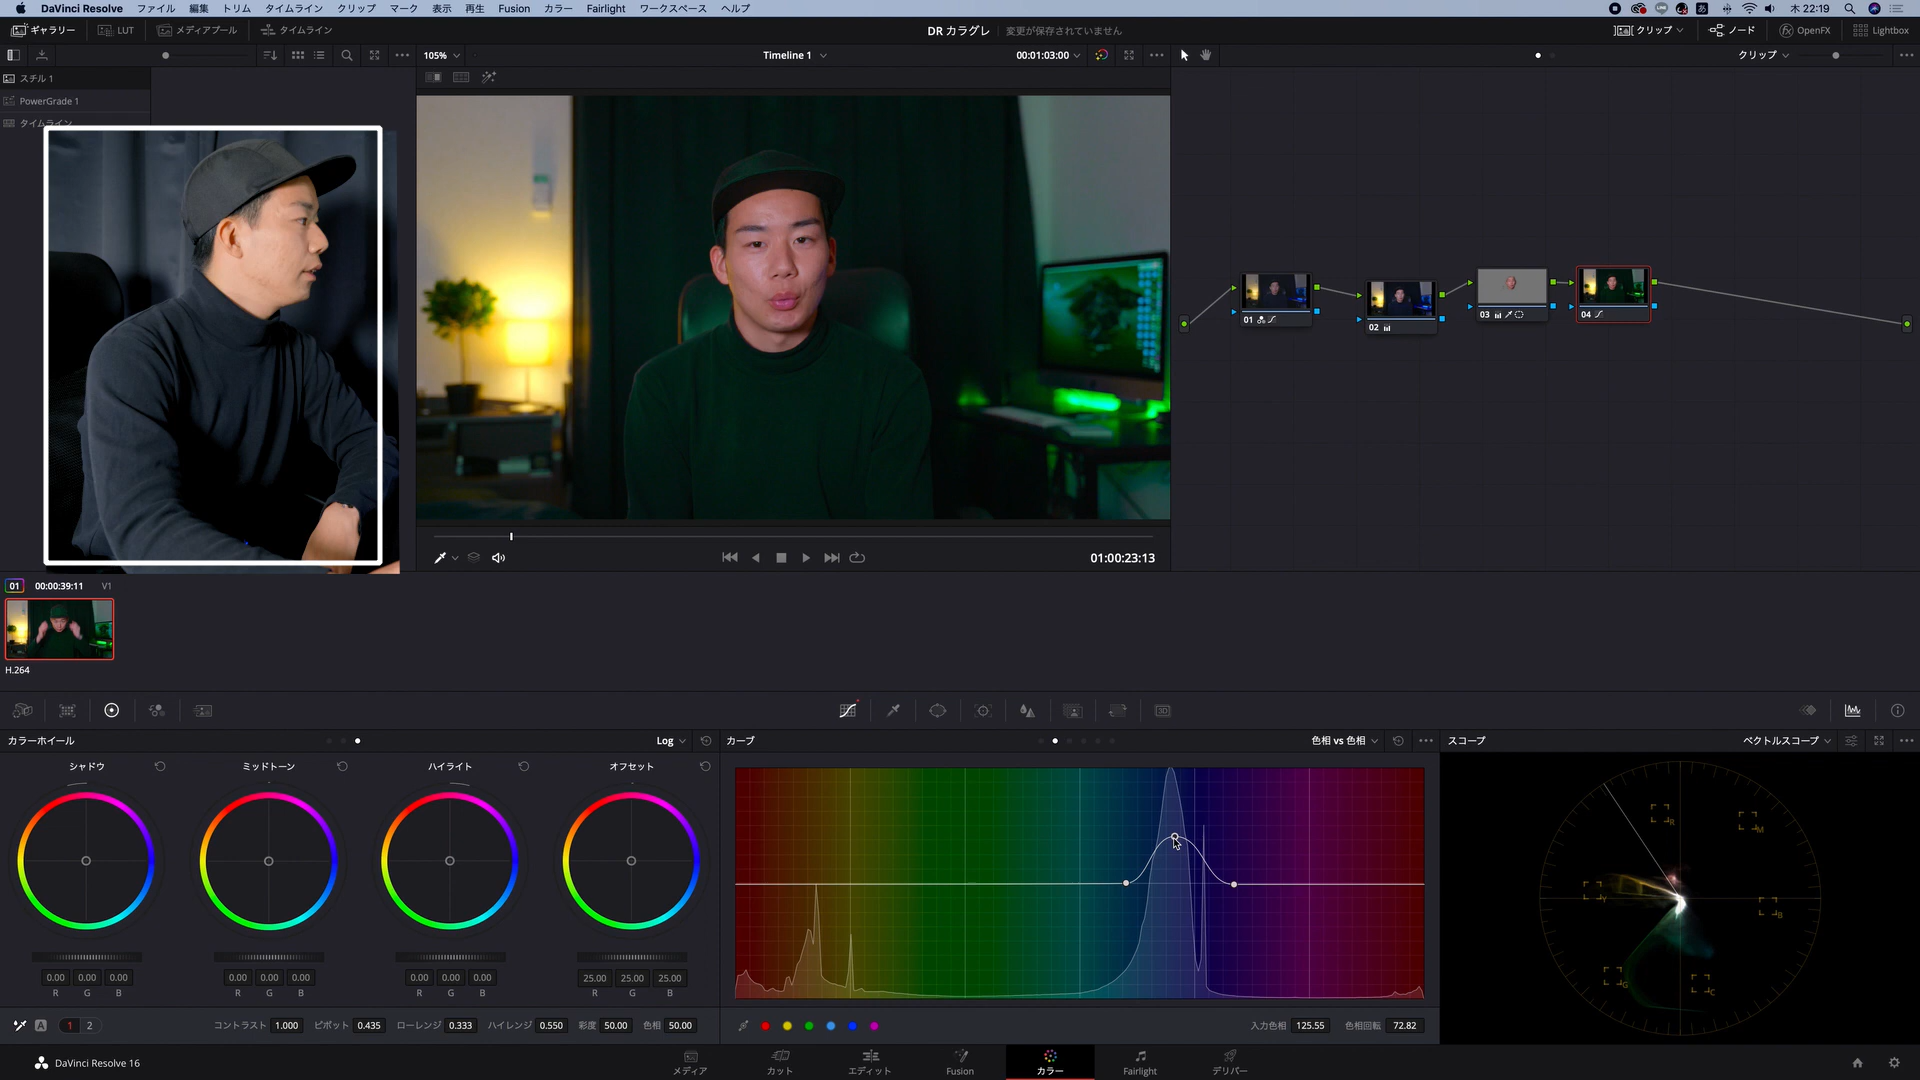 DaVinci Resolve ファイル 編集 トリム タイムライン クリップ マーク 表示 再生 Fusion カラー Fairlight ワークスペース ヘルプ 木 22:19
ギャラリー LUT メディアプール タイムライン DR カラグレ 変更が保存されていません クリップ ノード OpenFX Lightbox
105% Timeline 1 00:01:03:00 クリップ
スチル 1
PowerGrade 1
タイムライン
01
02
03
04
01:00:23:13
01 00:00:39:11 V1
H.264
カラーホイール Log カーブ 色相 vs 色相 スコープ ベクトルスコープ
シャドウ ミッドトーン ハイライト オフセット
R M Y B G C
0.00 0.00 0.00 0.00 0.00 0.00 0.00 0.00 0.00 25.00 25.00 25.00
R G B R G B R G B R G B
A 1 2 コントラスト 1.000 ピボット 0.435 ローレンジ 0.333 ハイレンジ 0.550 彩度 50.00 色相 50.00 入力色相 125.55 色相回転 72.82
DaVinci Resolve 16 メディア カット エディット Fusion カラー Fairlight デリバー